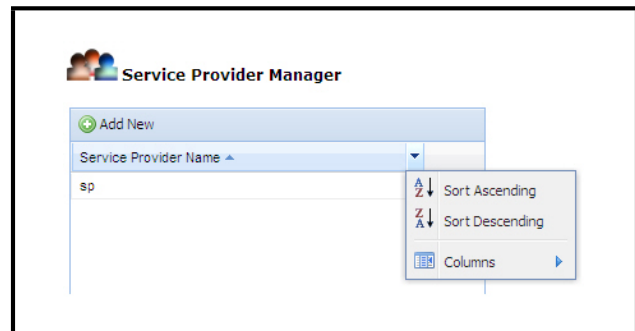 Service Provider Manager
Add New
Service Provider Name
sp
Sort Ascending
Sort Descending
Columns